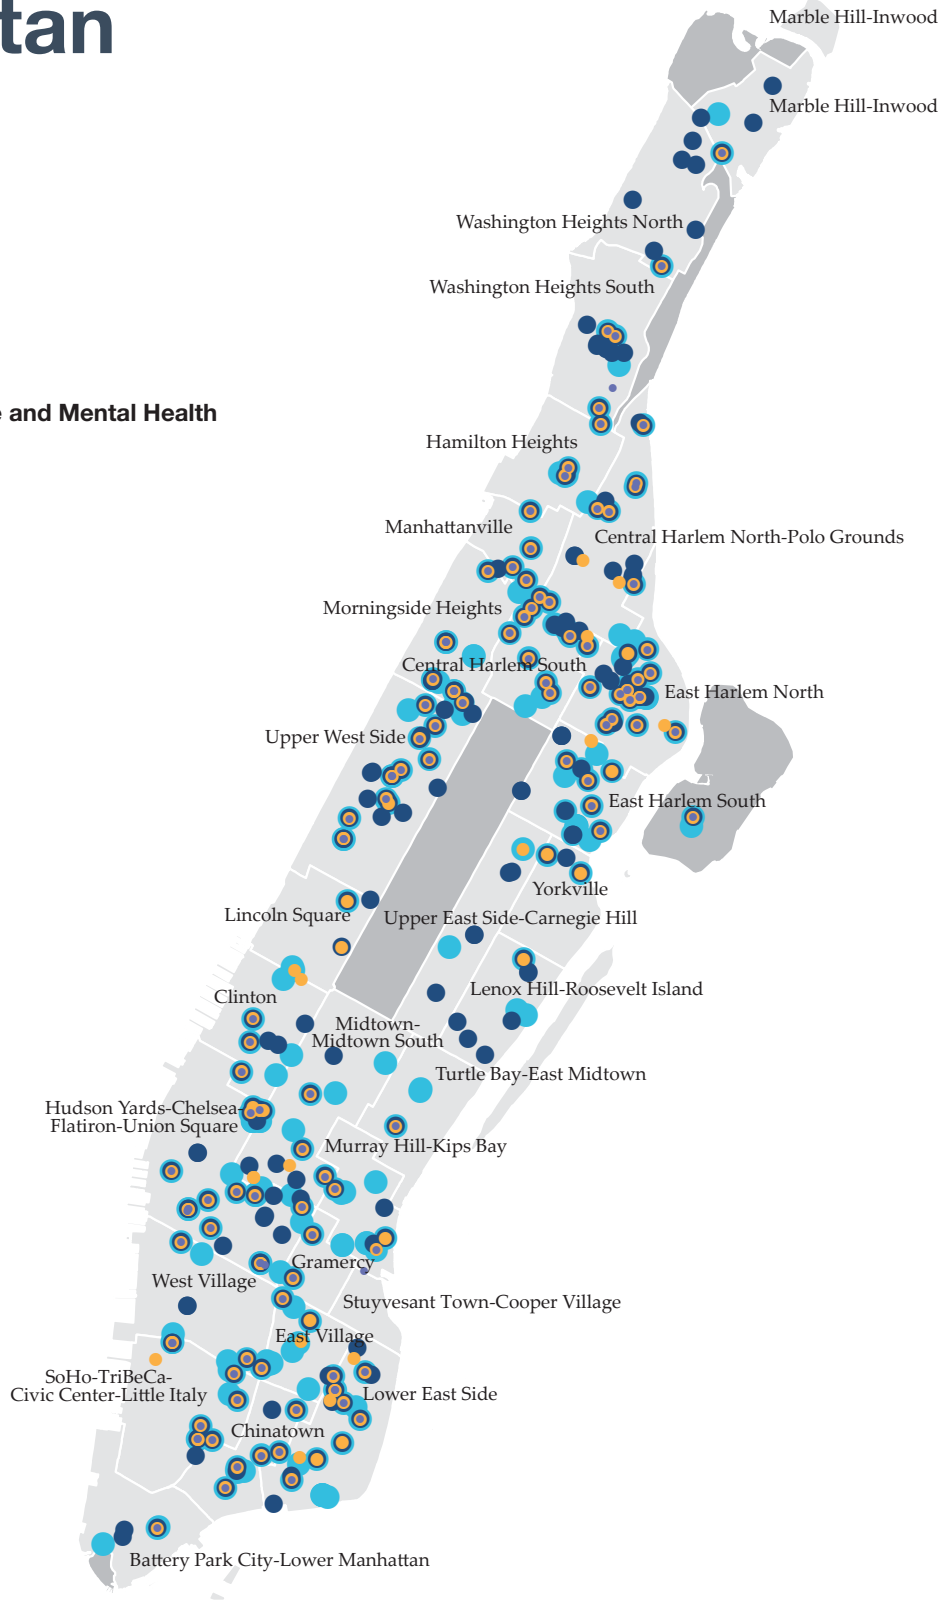 tan
Marble Hill-Inwood
Marble Hill-Inwood
Washington Heights North
Washington Heights South
and Mental Health
Hamilton Heights
Manhattanville
Central Harlem North-Polo Grounds
Morningside Heights
Central Harlem South
East Harlem North
Upper West Side
East Harlem South
Yorkville
Lincoln Square
Upper East Side-Carnegie Hill
Lenox Hill-Roosevelt Island
Clinton
Midtown-
Midtown South
Turtle Bay-East Midtown
Hudson Yards-Chelsea-
Flatiron-Union Square
Murray Hill-Kips Bay
Gramercy
West Village
Stuyvesant Town-Cooper Village
East Village
SoHo-TriBeCa-
Civic Center-Little Italy
Lower East Side
Chinatown
Battery Park City-Lower Manhattan